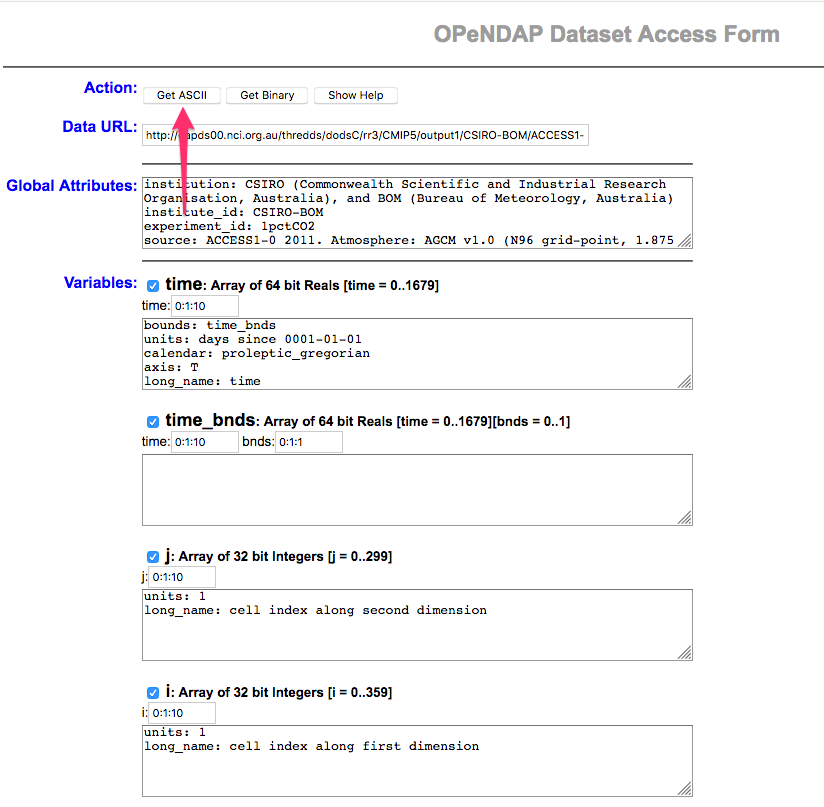 OPeNDAP Dataset Access Form
Action: Get ASCII Get Binary Show Help
Data URL: http://dapds00.nci.org.au/thredds/dodsC/rr3/CMIP5/output1/CSIRO-BOM/ACCESS1-
Global Attributes: institution: CSIRO (Commonwealth Scientific and Industrial Research
Organisation, Australia), and BOM (Bureau of Meteorology, Australia)
institute_id: CSIRO-BOM
experiment_id: 1pctCO2
source: ACCESS1-0 2011. Atmosphere: AGCM v1.0 (N96 grid-point, 1.875
Variables: time: Array of 64 bit Reals [time = 0..1679]
time: 0:1:10
bounds: time_bnds
units: days since 0001-01-01
calendar: proleptic_gregorian
axis: T
long_name: time
time_bnds: Array of 64 bit Reals [time = 0..1679][bnds = 0..1]
time: 0:1:10 bnds: 0:1:1
j: Array of 32 bit Integers [j = 0..299]
j: 0:1:10
units: 1
long_name: cell index along second dimension
i: Array of 32 bit Integers [i = 0..359]
i: 0:1:10
units: 1
long_name: cell index along first dimension